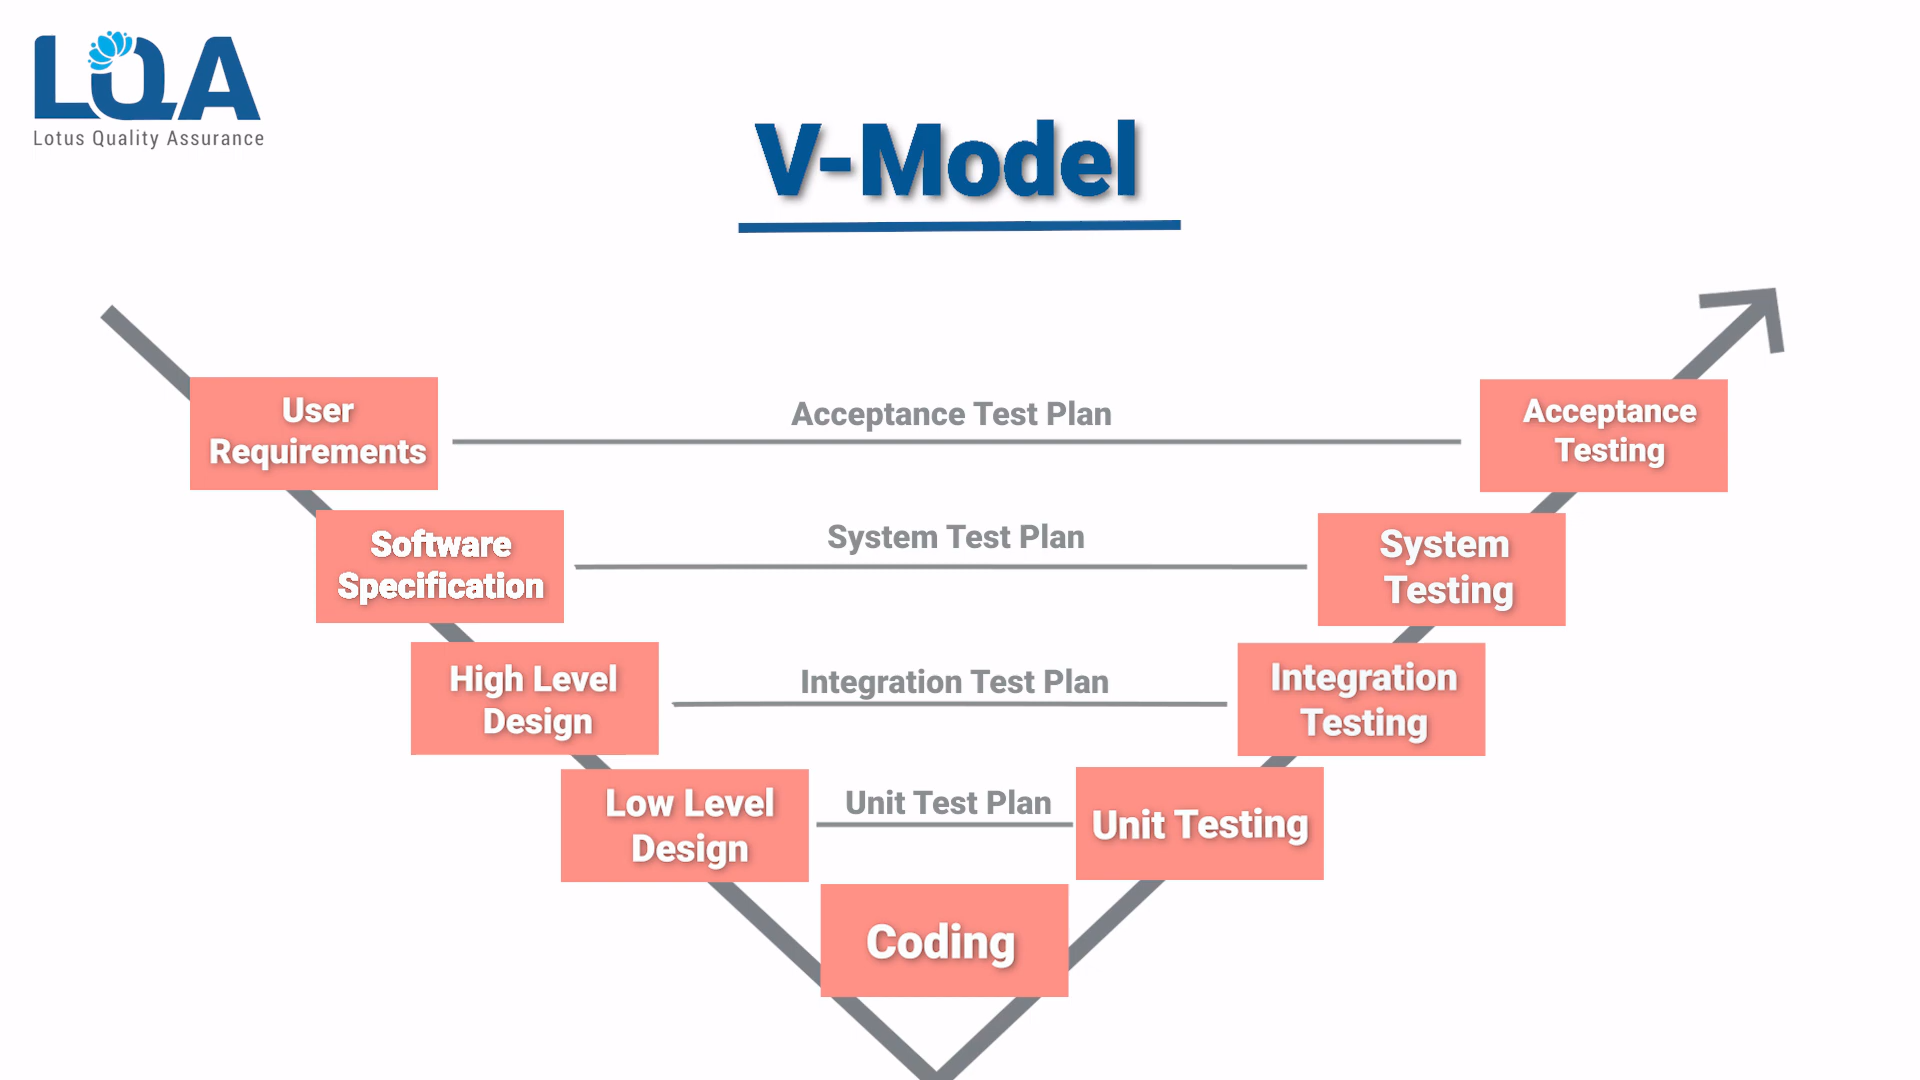 LQA
Lotus Quality Assurance
V-Model
User
Requirements
Acceptance Test Plan
Acceptance
Testing
Software
Specification
System Test Plan
System
Testing
High Level
Design
Integration Test Plan
Integration
Testing
Low Level
Design
Unit Test Plan
Unit Testing
Coding